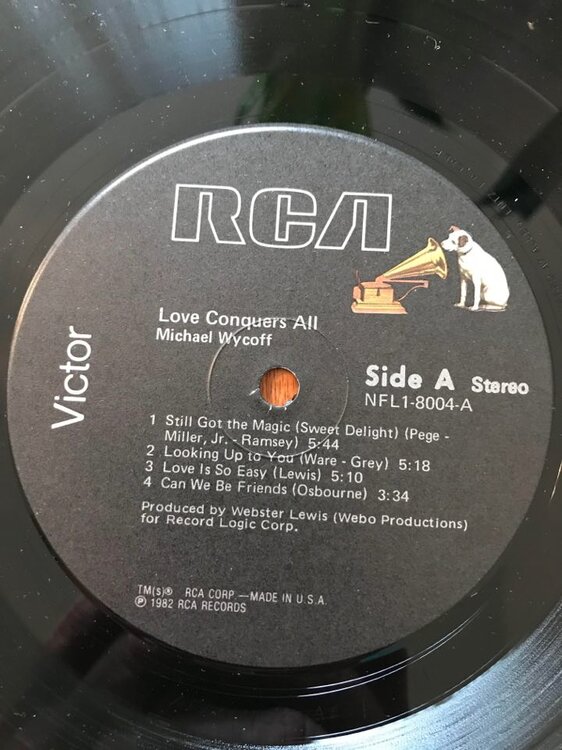 RCA
Victor
Love Conquers All
Michael Wycoff
Side A Stereo
NFL1-8004-A
1 Still Got the Magic (Sweet Delight) (Pege -
Miller, Jr.- Ramsey) 5:44
2 Looking Up to You (Ware - Grey) 5:18
3 Love Is So Easy (Lewis) 5:10
4 Can We Be Friends (Osbourne) 3:34
Produced by Webster Lewis (Webo Productions)
for Record Logic Corp.
TM(s)® RCA CORP.—MADE IN U.S.A.
℗ 1982 RCA RECORDS